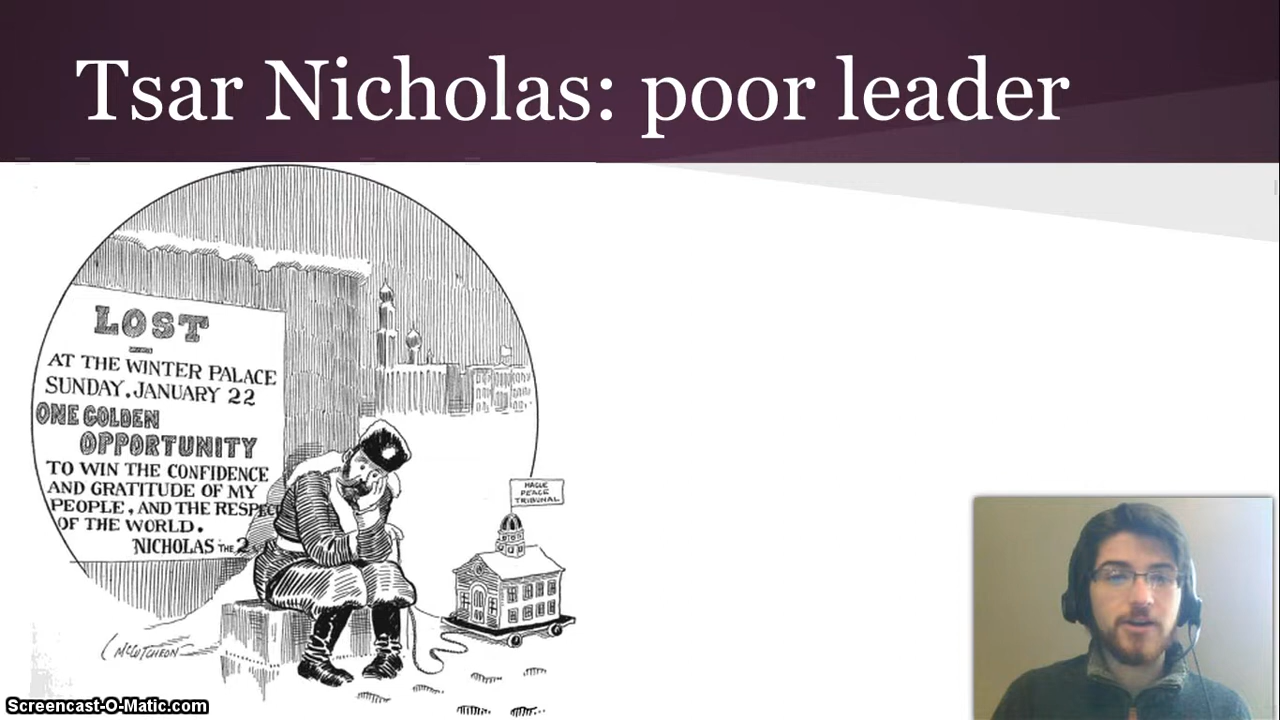 Tsar Nicholas: poor leader
LOST
AT THE WINTER PALACE
SUNDAY, JANUARY 22
ONE GOLDEN
OPPORTUNITY
TO WIN THE CONFIDENCE
AND GRATITUDE OF MY
PEOPLE, AND THE RESPECT
OF THE WORLD.
NICHOLAS THE 2
HAGUE
PEACE
TRIBUNAL
McCUTCHEON
Screencast-O-Matic.com